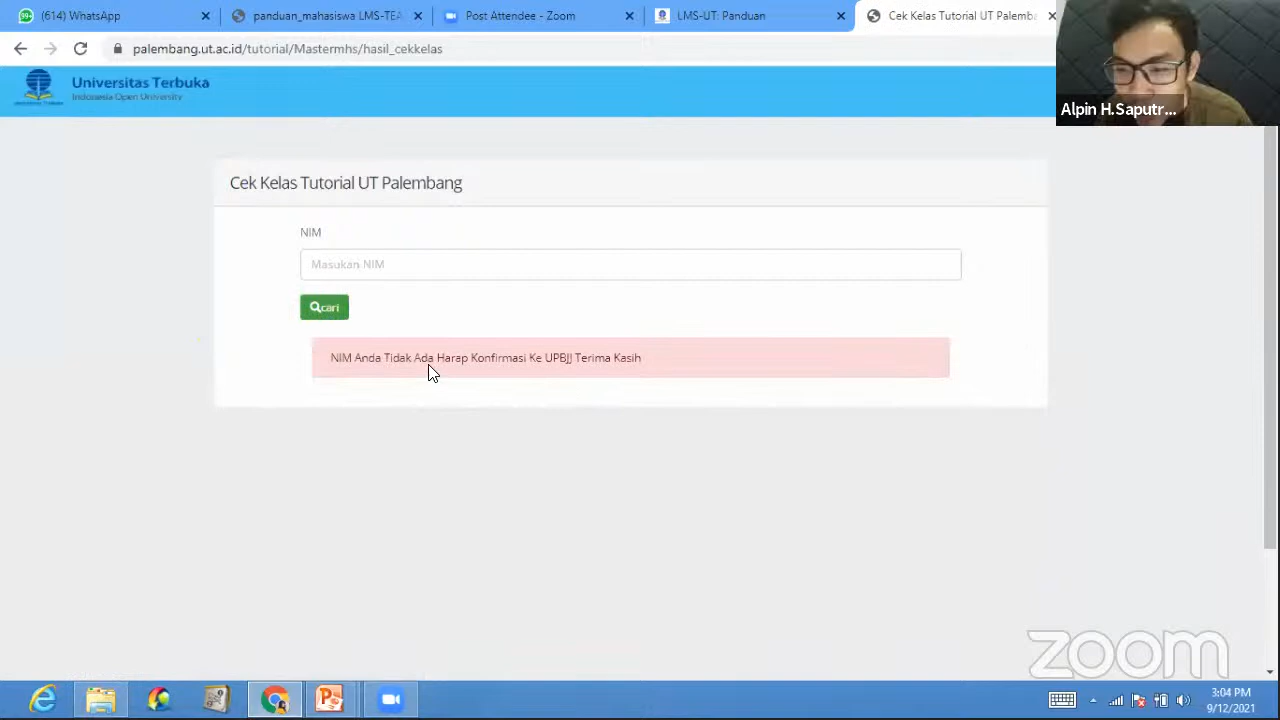 (614) WhatsApp
panduan_mahasiswa LMS-TEA
Post Attendee - Zoom
LMS-UT: Panduan
Cek Kelas Tutorial UT Palemba
palembang.ut.ac.id/tutorial/Mastermhs/hasil_cekkelas
Alpin H.Saputr...
Universitas Terbuka
Indonesia Open University
Cek Kelas Tutorial UT Palembang
NIM
Masukan NIM
cari
NIM Anda Tidak Ada Harap Konfirmasi Ke UPBJJ Terima Kasih
zoom
3:04 PM
9/12/2021